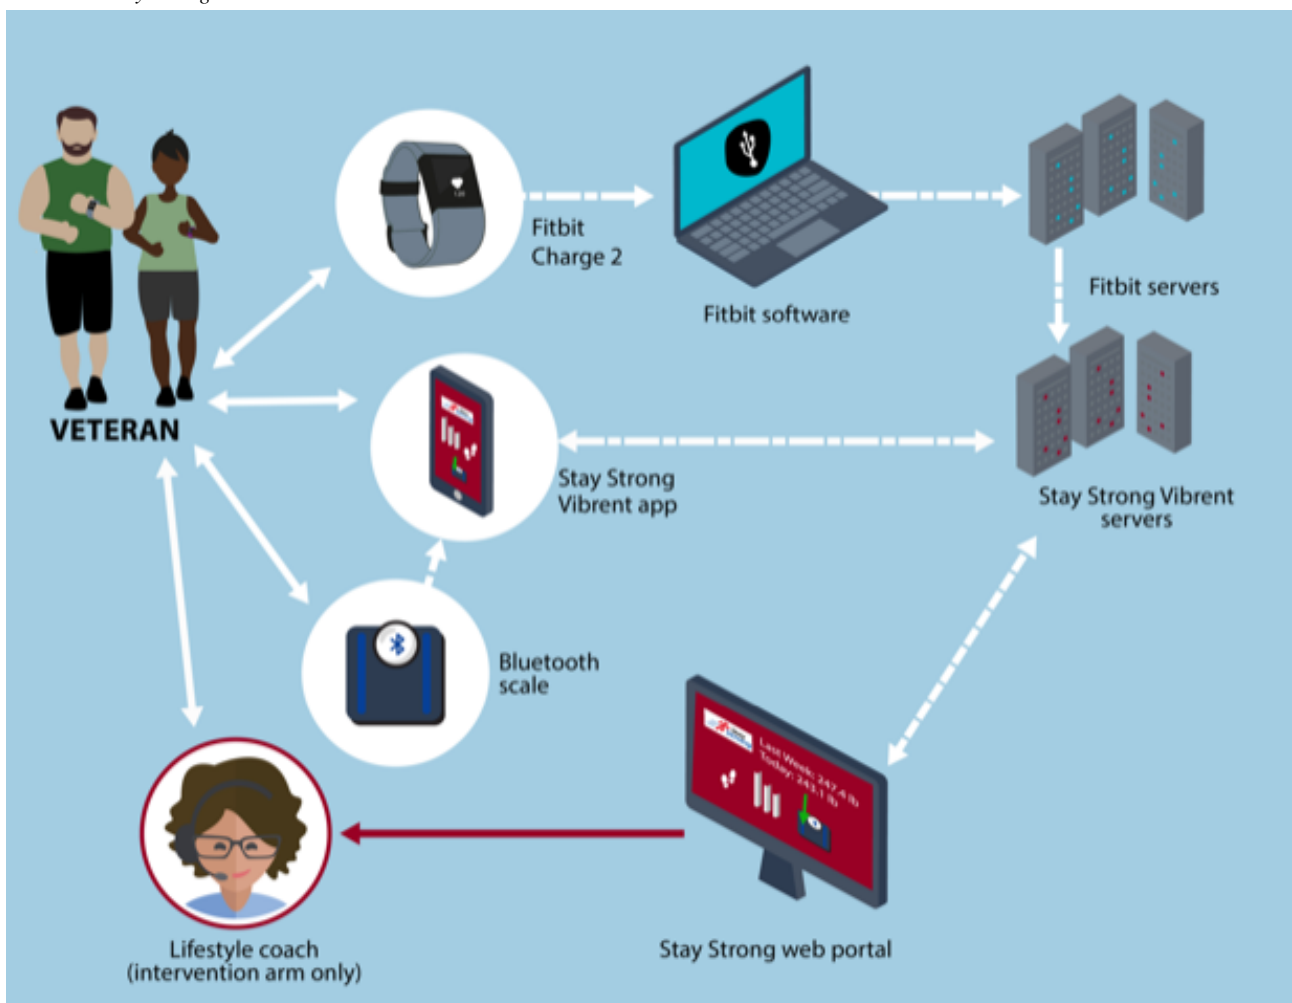 Fitbit
Charge 2
Fitbit software
Fitbit servers
VETERAN
Stay Strong
Vibrent app
Stay Strong Vibrent
servers
Bluetooth
scale
Last Week: 247.4 lb
Today: 243.1 lb
Lifestyle coach
(intervention arm only)
Stay Strong web portal